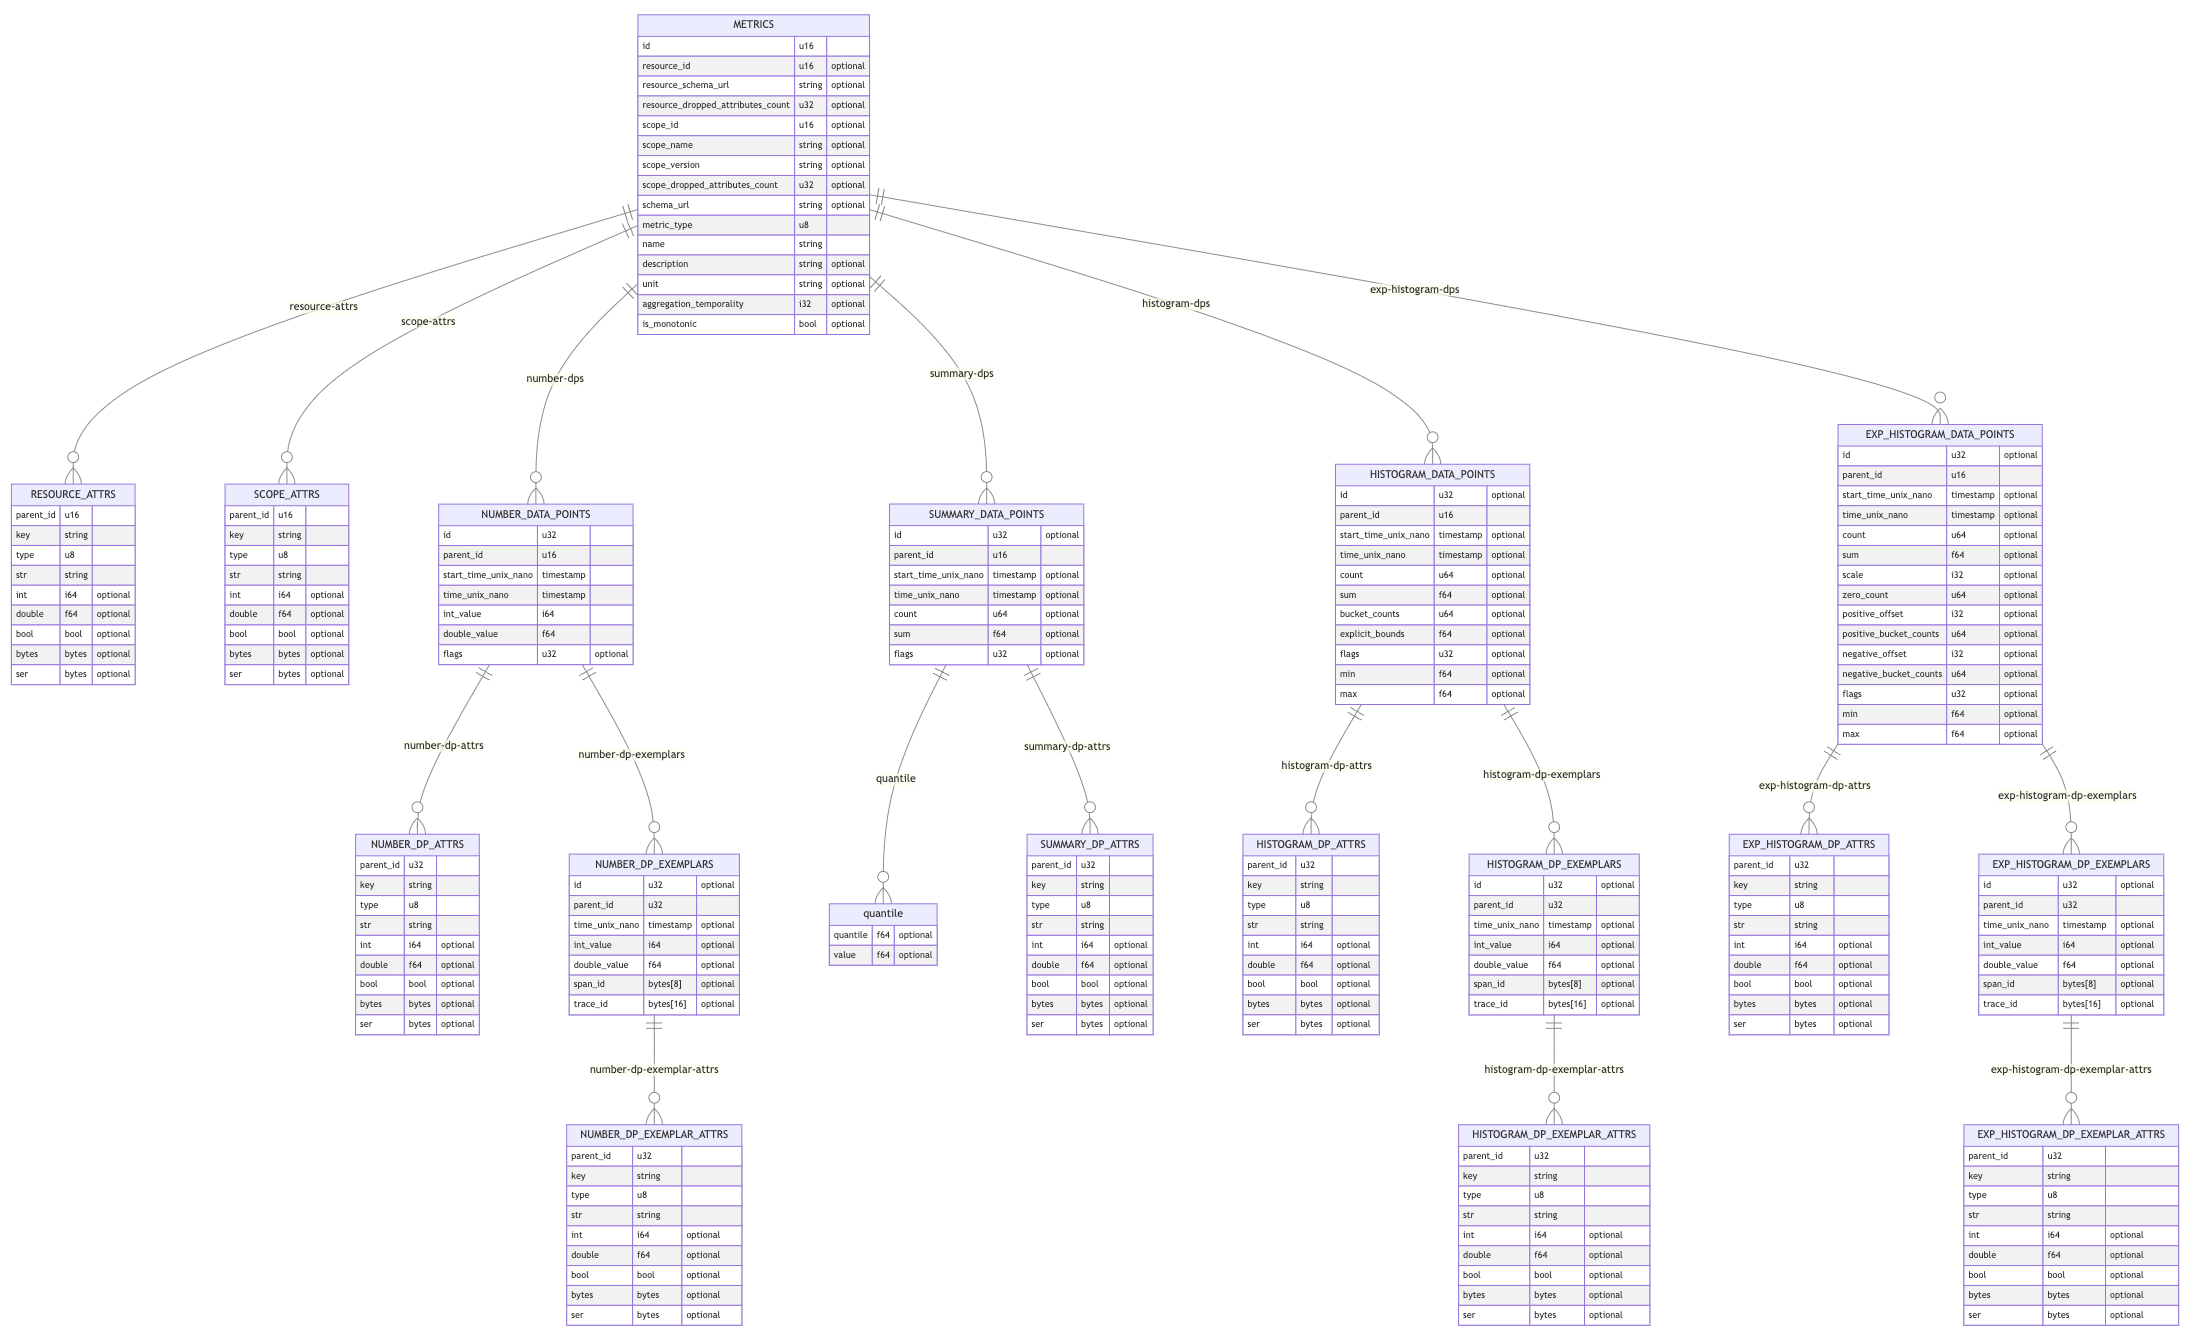 METRICS
id u16
resource_id u16 optional
resource_schema_url string optional
resource_dropped_attributes_count u32 optional
scope_id u16 optional
scope_name string optional
scope_version string optional
scope_dropped_attributes_count u32 optional
schema_url string optional
metric_type u8
name string
description string optional
unit string optional
aggregation_temporality i32 optional
is_monotonic bool optional
resource-attrs
scope-attrs
number-dps
summary-dps
histogram-dps
exp-histogram-dps
RESOURCE_ATTRS
parent_id u16
key string
type u8
str string
int i64 optional
double f64 optional
bool bool optional
bytes bytes optional
ser bytes optional
SCOPE_ATTRS
parent_id u16
key string
type u8
str string
int i64 optional
double f64 optional
bool bool optional
bytes bytes optional
ser bytes optional
NUMBER_DATA_POINTS
id u32
parent_id u16
start_time_unix_nano timestamp
time_unix_nano timestamp
int_value i64
double_value f64
flags u32 optional
SUMMARY_DATA_POINTS
id u32 optional
parent_id u16
start_time_unix_nano timestamp optional
time_unix_nano timestamp optional
count u64 optional
sum f64 optional
flags u32 optional
HISTOGRAM_DATA_POINTS
id u32 optional
parent_id u16
start_time_unix_nano timestamp optional
time_unix_nano timestamp optional
count u64 optional
sum f64 optional
bucket_counts u64 optional
explicit_bounds f64 optional
flags u32 optional
min f64 optional
max f64 optional
EXP_HISTOGRAM_DATA_POINTS
id u32 optional
parent_id u16
start_time_unix_nano timestamp optional
time_unix_nano timestamp optional
count u64 optional
sum f64 optional
scale i32 optional
zero_count u64 optional
positive_offset i32 optional
positive_bucket_counts u64 optional
negative_offset i32 optional
negative_bucket_counts u64 optional
flags u32 optional
min f64 optional
max f64 optional
number-dp-attrs
number-dp-exemplars
quantile
summary-dp-attrs
histogram-dp-attrs
histogram-dp-exemplars
exp-histogram-dp-attrs
exp-histogram-dp-exemplars
NUMBER_DP_ATTRS
parent_id u32
key string
type u8
str string
int i64 optional
double f64 optional
bool bool optional
bytes bytes optional
ser bytes optional
NUMBER_DP_EXEMPLARS
id u32 optional
parent_id u32
time_unix_nano timestamp optional
int_value i64 optional
double_value f64 optional
span_id bytes[8] optional
trace_id bytes[16] optional
quantile
quantile f64 optional
value f64 optional
SUMMARY_DP_ATTRS
parent_id u32
key string
type u8
str string
int i64 optional
double f64 optional
bool bool optional
bytes bytes optional
ser bytes optional
HISTOGRAM_DP_ATTRS
parent_id u32
key string
type u8
str string
int i64 optional
double f64 optional
bool bool optional
bytes bytes optional
ser bytes optional
HISTOGRAM_DP_EXEMPLARS
id u32 optional
parent_id u32
time_unix_nano timestamp optional
int_value i64 optional
double_value f64 optional
span_id bytes[8] optional
trace_id bytes[16] optional
EXP_HISTOGRAM_DP_ATTRS
parent_id u32
key string
type u8
str string
int i64 optional
double f64 optional
bool bool optional
bytes bytes optional
ser bytes optional
EXP_HISTOGRAM_DP_EXEMPLARS
id u32 optional
parent_id u32
time_unix_nano timestamp optional
int_value i64 optional
double_value f64 optional
span_id bytes[8] optional
trace_id bytes[16] optional
number-dp-exemplar-attrs
histogram-dp-exemplar-attrs
exp-histogram-dp-exemplar-attrs
NUMBER_DP_EXEMPLAR_ATTRS
parent_id u32
key string
type u8
str string
int i64 optional
double f64 optional
bool bool optional
bytes bytes optional
ser bytes optional
HISTOGRAM_DP_EXEMPLAR_ATTRS
parent_id u32
key string
type u8
str string
int i64 optional
double f64 optional
bool bool optional
bytes bytes optional
ser bytes optional
EXP_HISTOGRAM_DP_EXEMPLAR_ATTRS
parent_id u32
key string
type u8
str string
int i64 optional
double f64 optional
bool bool optional
bytes bytes optional
ser bytes optional